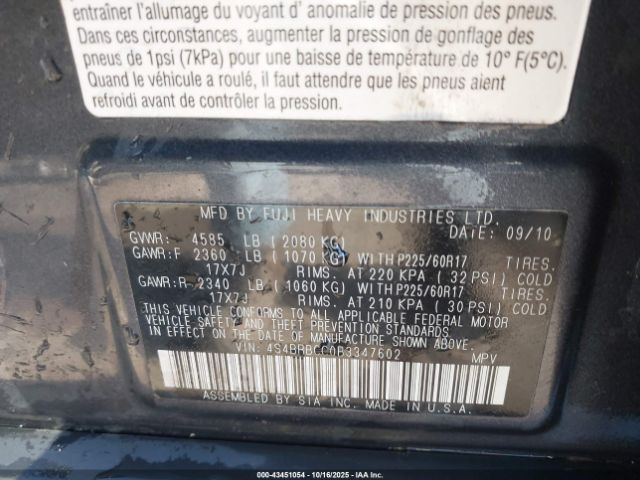 entraîner l'allumage du voyant d' anomalie de pression des pneus.
Dans ces circonstances, augmenter la pression de gonflage des
pneus de 1psi (7kPa) pour une baisse de température de 10° F(5°C).
Quand le véhicule a roulé, il faut attendre que les pneus aient
refroidi avant de contrôler la pression.
MFD BY FUJI HEAVY INDUSTRIES LTD.
DATE: 09/10
GVWR: 4585 LB ( 2080 KG)
GAWR:F 2360 LB ( 1070 KG) WITH P225/60R17 TIRES.
17X7J RIMS. AT 220 KPA ( 32 PSI) COLD
GAWR:R 2340 LB ( 1060 KG) WITH P225/60R17 TIRES.
17X7J RIMS. AT 210 KPA ( 30 PSI) COLD
THIS VEHICLE CONFORMS TO ALL APPLICABLE FEDERAL MOTOR
VEHICLE SAFETY AND THEFT PREVENTION STANDARDS IN EFFECT
ON THE DATE OF MANUFACTURE SHOWN ABOVE.
VIN: 4S4BRBCC0B3347602 MPV
ASSEMBLED BY SIA INC. MADE IN U.S.A.
000-43451054 | 10/16/2025 | COPYRIGHT IAA, LLC.